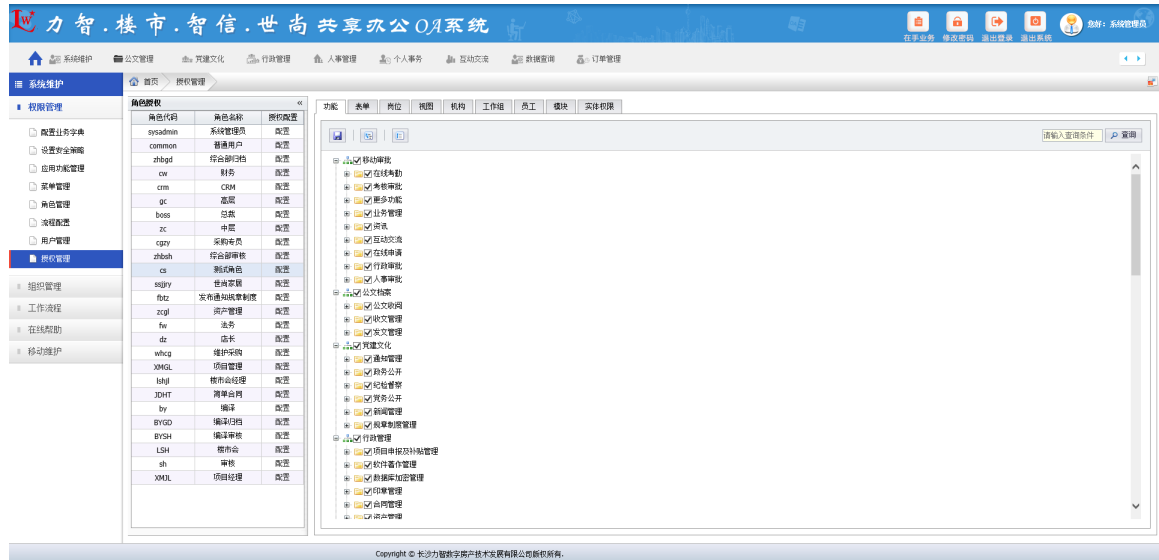 LW 力智.楼市.智信.世尚 共享办公OA系统
在手业务 修改密码 退出登录 退出系统 您好：系统管理员
系统维护 公文管理 党建文化 行政管理 人事管理 个人事务 互动交流 数据查询 订单管理
系统维护
首页 授权管理
权限管理
配置业务字典
设置安全策略
应用功能管理
菜单管理
角色管理
流程配置
用户管理
授权管理
组织管理
工作流程
在线帮助
移动维护
角色授权 «
角色代码 角色名称 授权配置
sysadmin 系统管理员 配置
common 普通用户 配置
zhbgd 综合部归档 配置
cw 财务 配置
crm CRM 配置
gc 高层 配置
boss 总裁 配置
zc 中层 配置
cgzy 采购专员 配置
zhbsh 综合部审核 配置
cs 测试角色 配置
ssjjry 世尚家居 配置
fbtz 发布通知规章制度 配置
zcgl 资产管理 配置
fw 法务 配置
dz 店长 配置
whcg 维护采购 配置
XMGL 项目管理 配置
lshjl 楼市会经理 配置
JDHT 简单合同 配置
by 编译 配置
BYGD 编译归档 配置
BYSH 编译审核 配置
LSH 楼市会 配置
sh 审核 配置
XMJL 项目经理 配置
功能 表单 岗位 视图 机构 工作组 员工 模块 实体权限
请输入查询条件 查询
移动审批
在线考勤
考核审批
更多功能
业务管理
资讯
互动交流
在线申请
行政审批
人事审批
公文档案
公文收阅
收文管理
发文管理
党建文化
通知管理
政务公开
纪检督察
党务公开
新闻管理
规章制度管理
行政管理
项目申报及补贴管理
软件著作管理
数据库加密管理
印章管理
合同管理
资产管理
Copyright © 长沙力智数字房产技术发展有限公司版权所有.